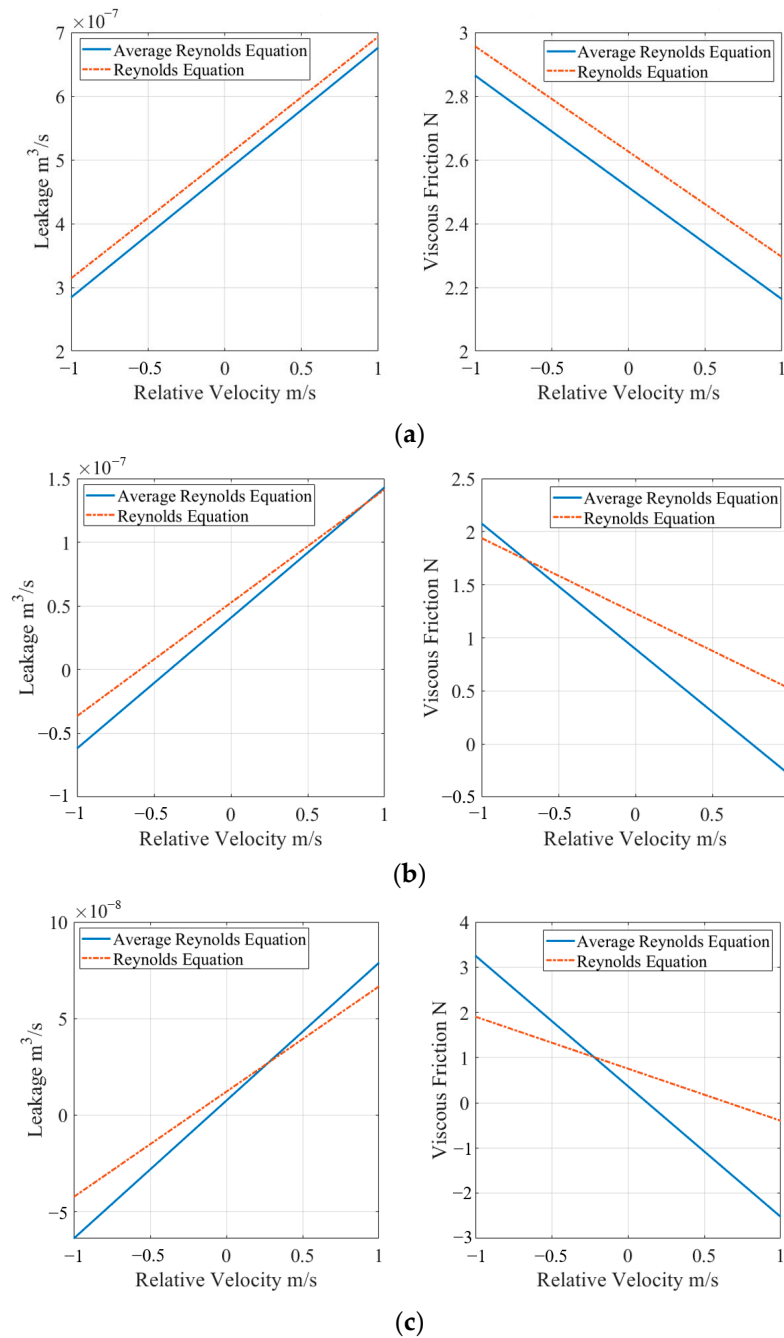 ×10⁻⁷
7
6
5
4
3
2
Leakage m³/s
Average Reynolds Equation
Reynolds Equation
−1 −0.5 0 0.5 1
Relative Velocity m/s
3
2.8
2.6
2.4
2.2
2
Viscous Friction N
Average Reynolds Equation
Reynolds Equation
−1 −0.5 0 0.5 1
Relative Velocity m/s
(a)
×10⁻⁷
1.5
1
0.5
0
−0.5
−1
Leakage m³/s
Average Reynolds Equation
Reynolds Equation
−1 −0.5 0 0.5 1
Relative Velocity m/s
2.5
2
1.5
1
0.5
0
−0.5
Viscous Friction N
Average Reynolds Equation
Reynolds Equation
−1 −0.5 0 0.5
Relative Velocity m/s
(b)
×10⁻⁸
10
5
0
−5
Leakage m³/s
Average Reynolds Equation
Reynolds Equation
−1 −0.5 0 0.5 1
Relative Velocity m/s
4
3
2
1
0
−1
−2
−3
Viscous Friction N
Average Reynolds Equation
Reynolds Equation
−1 −0.5 0 0.5 1
Relative Velocity m/s
(c)